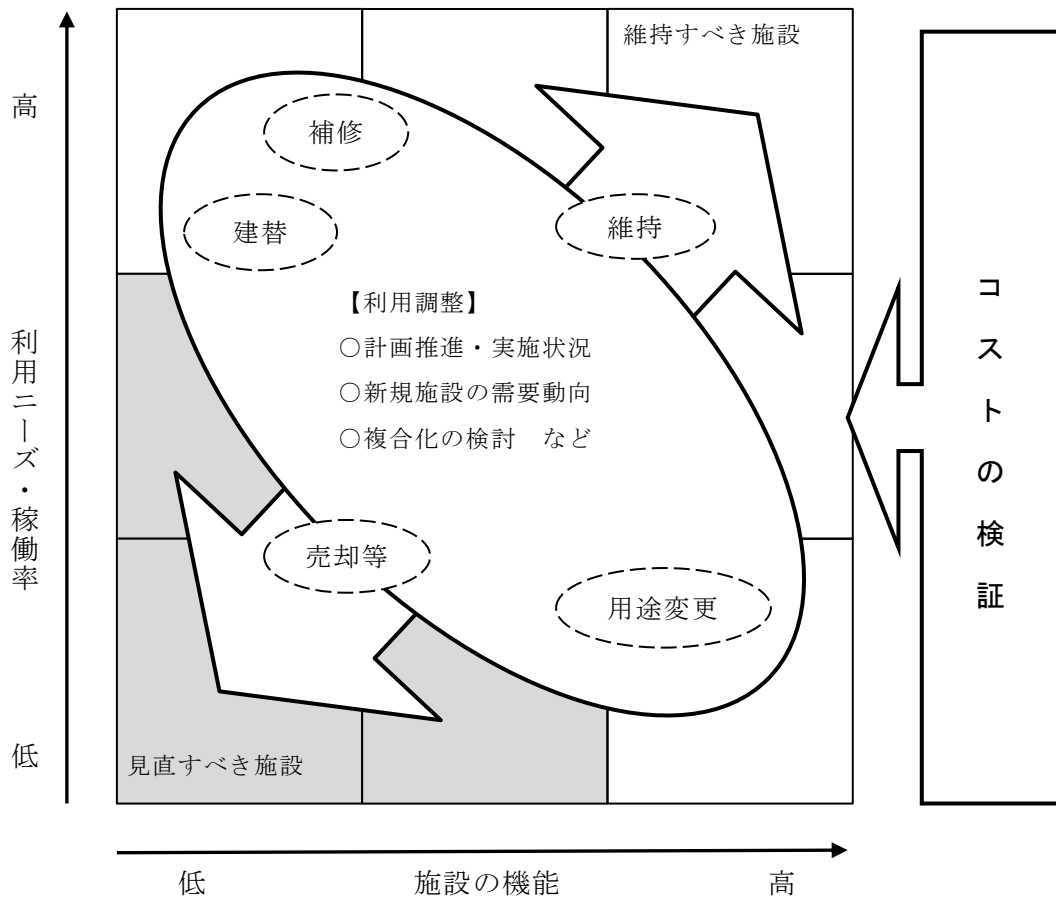 維持すべき施設
高
補修
建替
維持
【利用調整】
○計画推進・実施状況
○新規施設の需要動向
○複合化の検討　など
利用ニーズ・稼働率
コストの検証
売却等
用途変更
低
見直すべき施設
低
施設の機能
高